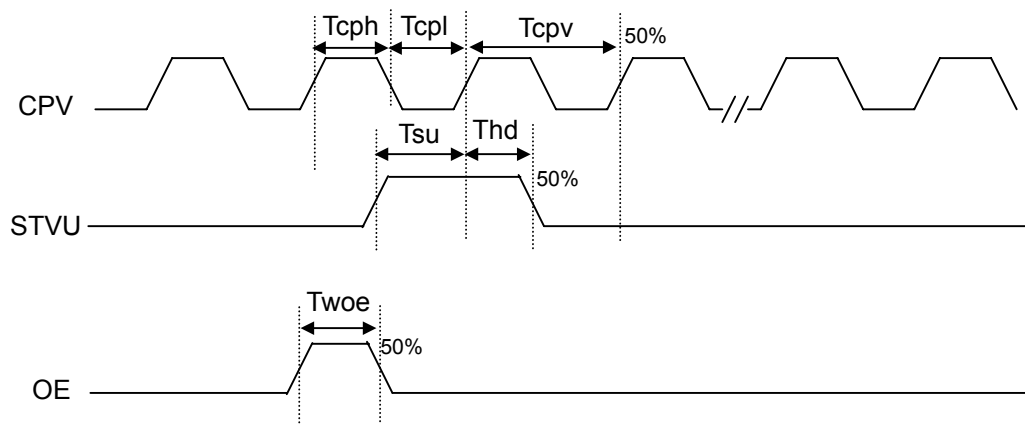 Tcph Tcpl Tcpv 50%
CPV
Tsu Thd
50%
STVU
Twoe
50%
OE